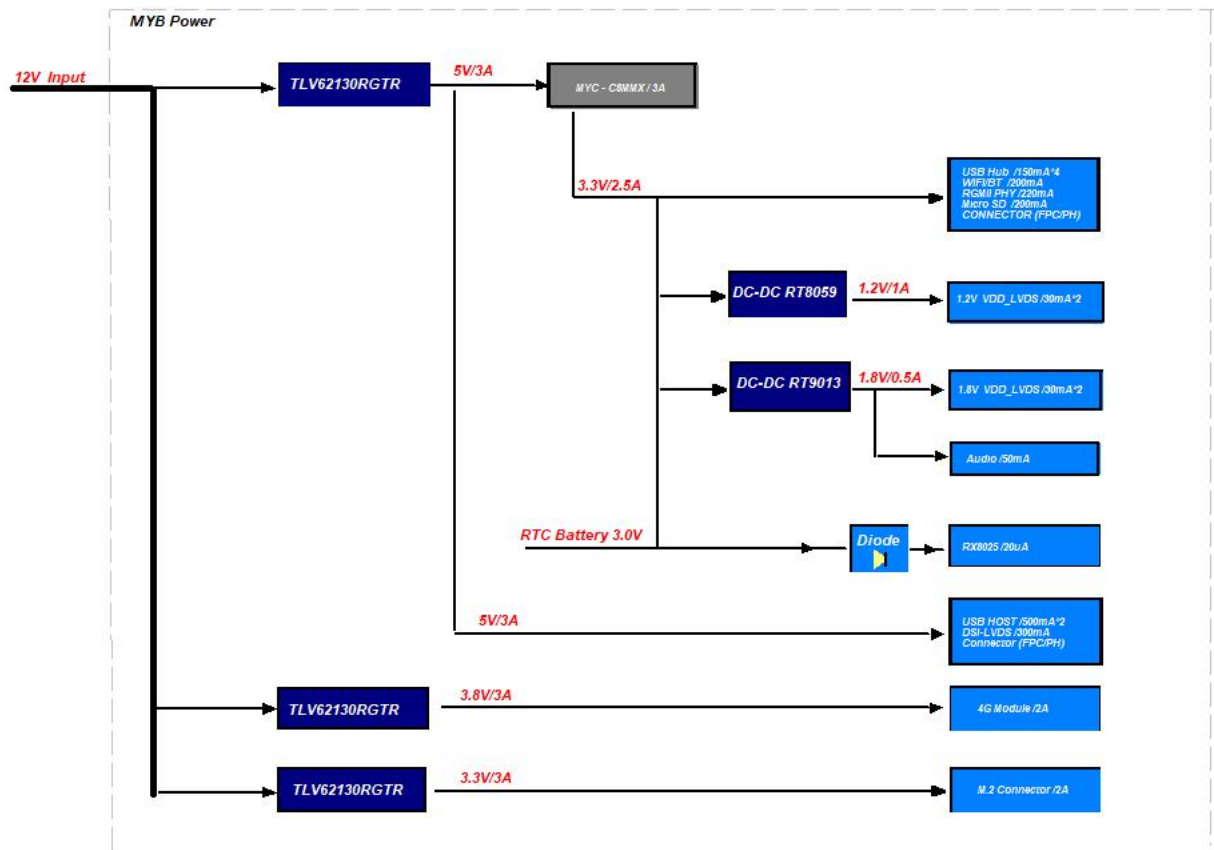 MYB Power
12V Input
TLV62130RGTR
5V/3A
MYC - C8MMX / 3A
3.3V/2.5A
USB Hub /150mA*4
WIFI/BT /200mA
RGMII PHY /220mA
Micro SD /200mA
CONNECTOR (FPC/PH)
DC-DC RT8059
1.2V/1A
1.2V VDD_LVDS /30mA*2
DC-DC RT9013
1.8V/0.5A
1.8V VDD_LVDS /30mA*2
Audio /50mA
RTC Battery 3.0V
Diode
RX8025 /20uA
5V/3A
USB HOST /500mA*2
DSI-LVDS /300mA
Connector (FPC/PH)
TLV62130RGTR
3.8V/3A
4G Module /2A
TLV62130RGTR
3.3V/3A
M.2 Connector /2A